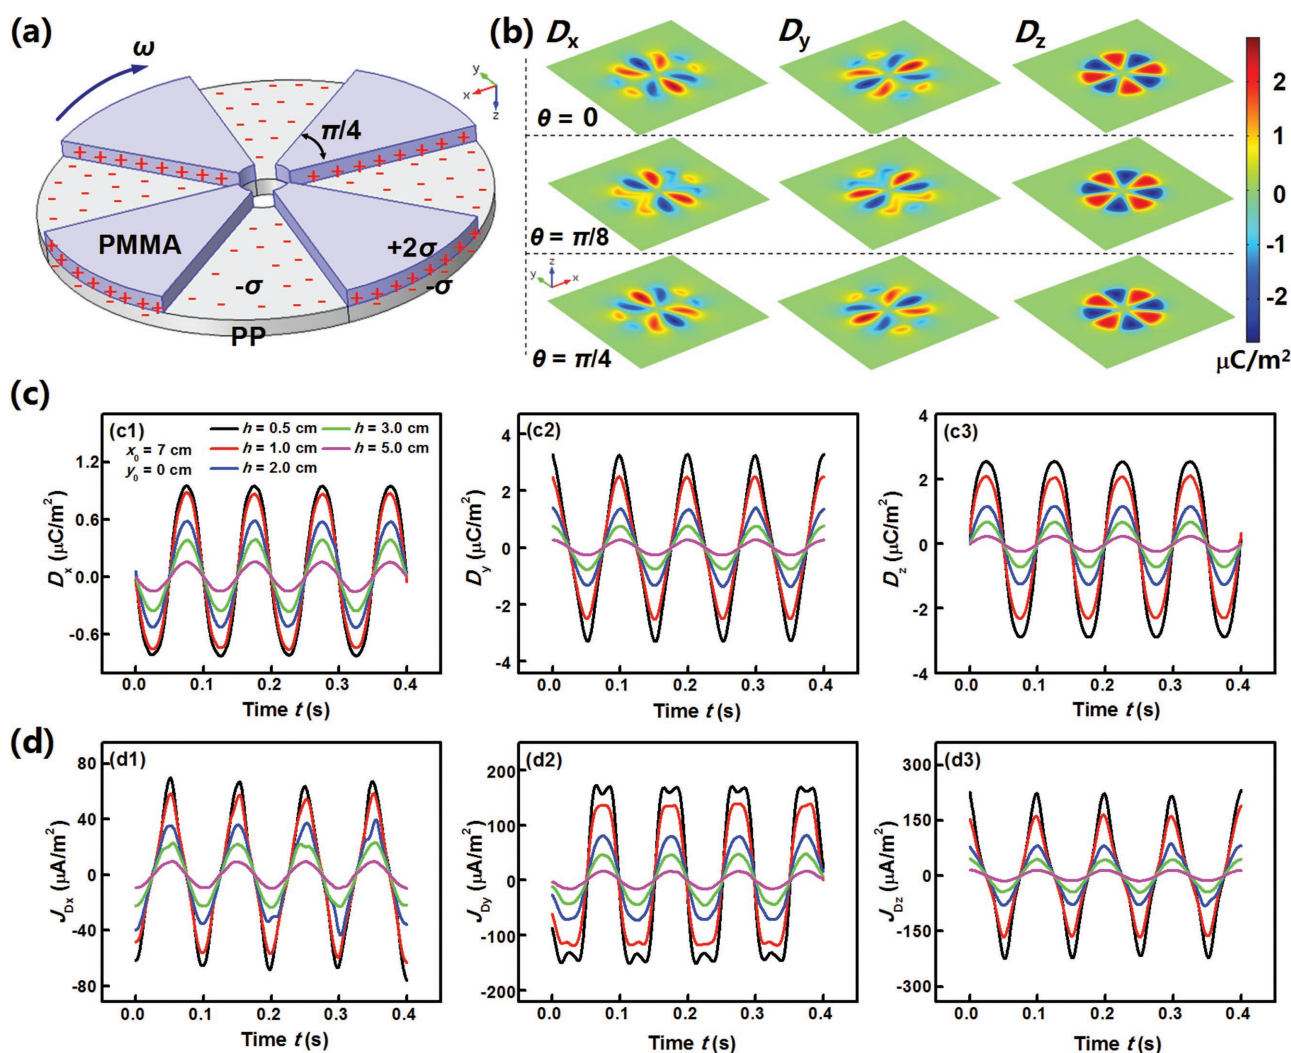 (a)
ω
y
x
z
π/4
PMMA
+2σ
-σ
-σ
PP
(b)
Dx
Dy
Dz
θ = 0
θ = π/8
θ = π/4
z
y
x
2
1
0
-1
-2
μC/m²
(c)
(c1)
x₀ = 7 cm
y₀ = 0 cm
h = 0.5 cm
h = 1.0 cm
h = 2.0 cm
h = 3.0 cm
h = 5.0 cm
Dx (μC/m²)
1.2
0.6
0.0
-0.6
0.0 0.1 0.2 0.3 0.4
Time t (s)
(c2)
Dy (μC/m²)
4
2
0
-2
-4
0.0 0.1 0.2 0.3 0.4
Time t (s)
(c3)
Dz (μC/m²)
4
2
0
-2
-4
0.0 0.1 0.2 0.3 0.4
Time t (s)
(d)
(d1)
JDx (μA/m²)
80
40
0
-40
-80
0.0 0.1 0.2 0.3 0.4
Time t (s)
(d2)
JDy (μA/m²)
200
100
0
-100
-200
0.0 0.1 0.2 0.3 0.4
Time t (s)
(d3)
JDz (μA/m²)
300
150
0
-150
-300
0.0 0.1 0.2 0.3 0.4
Time t (s)